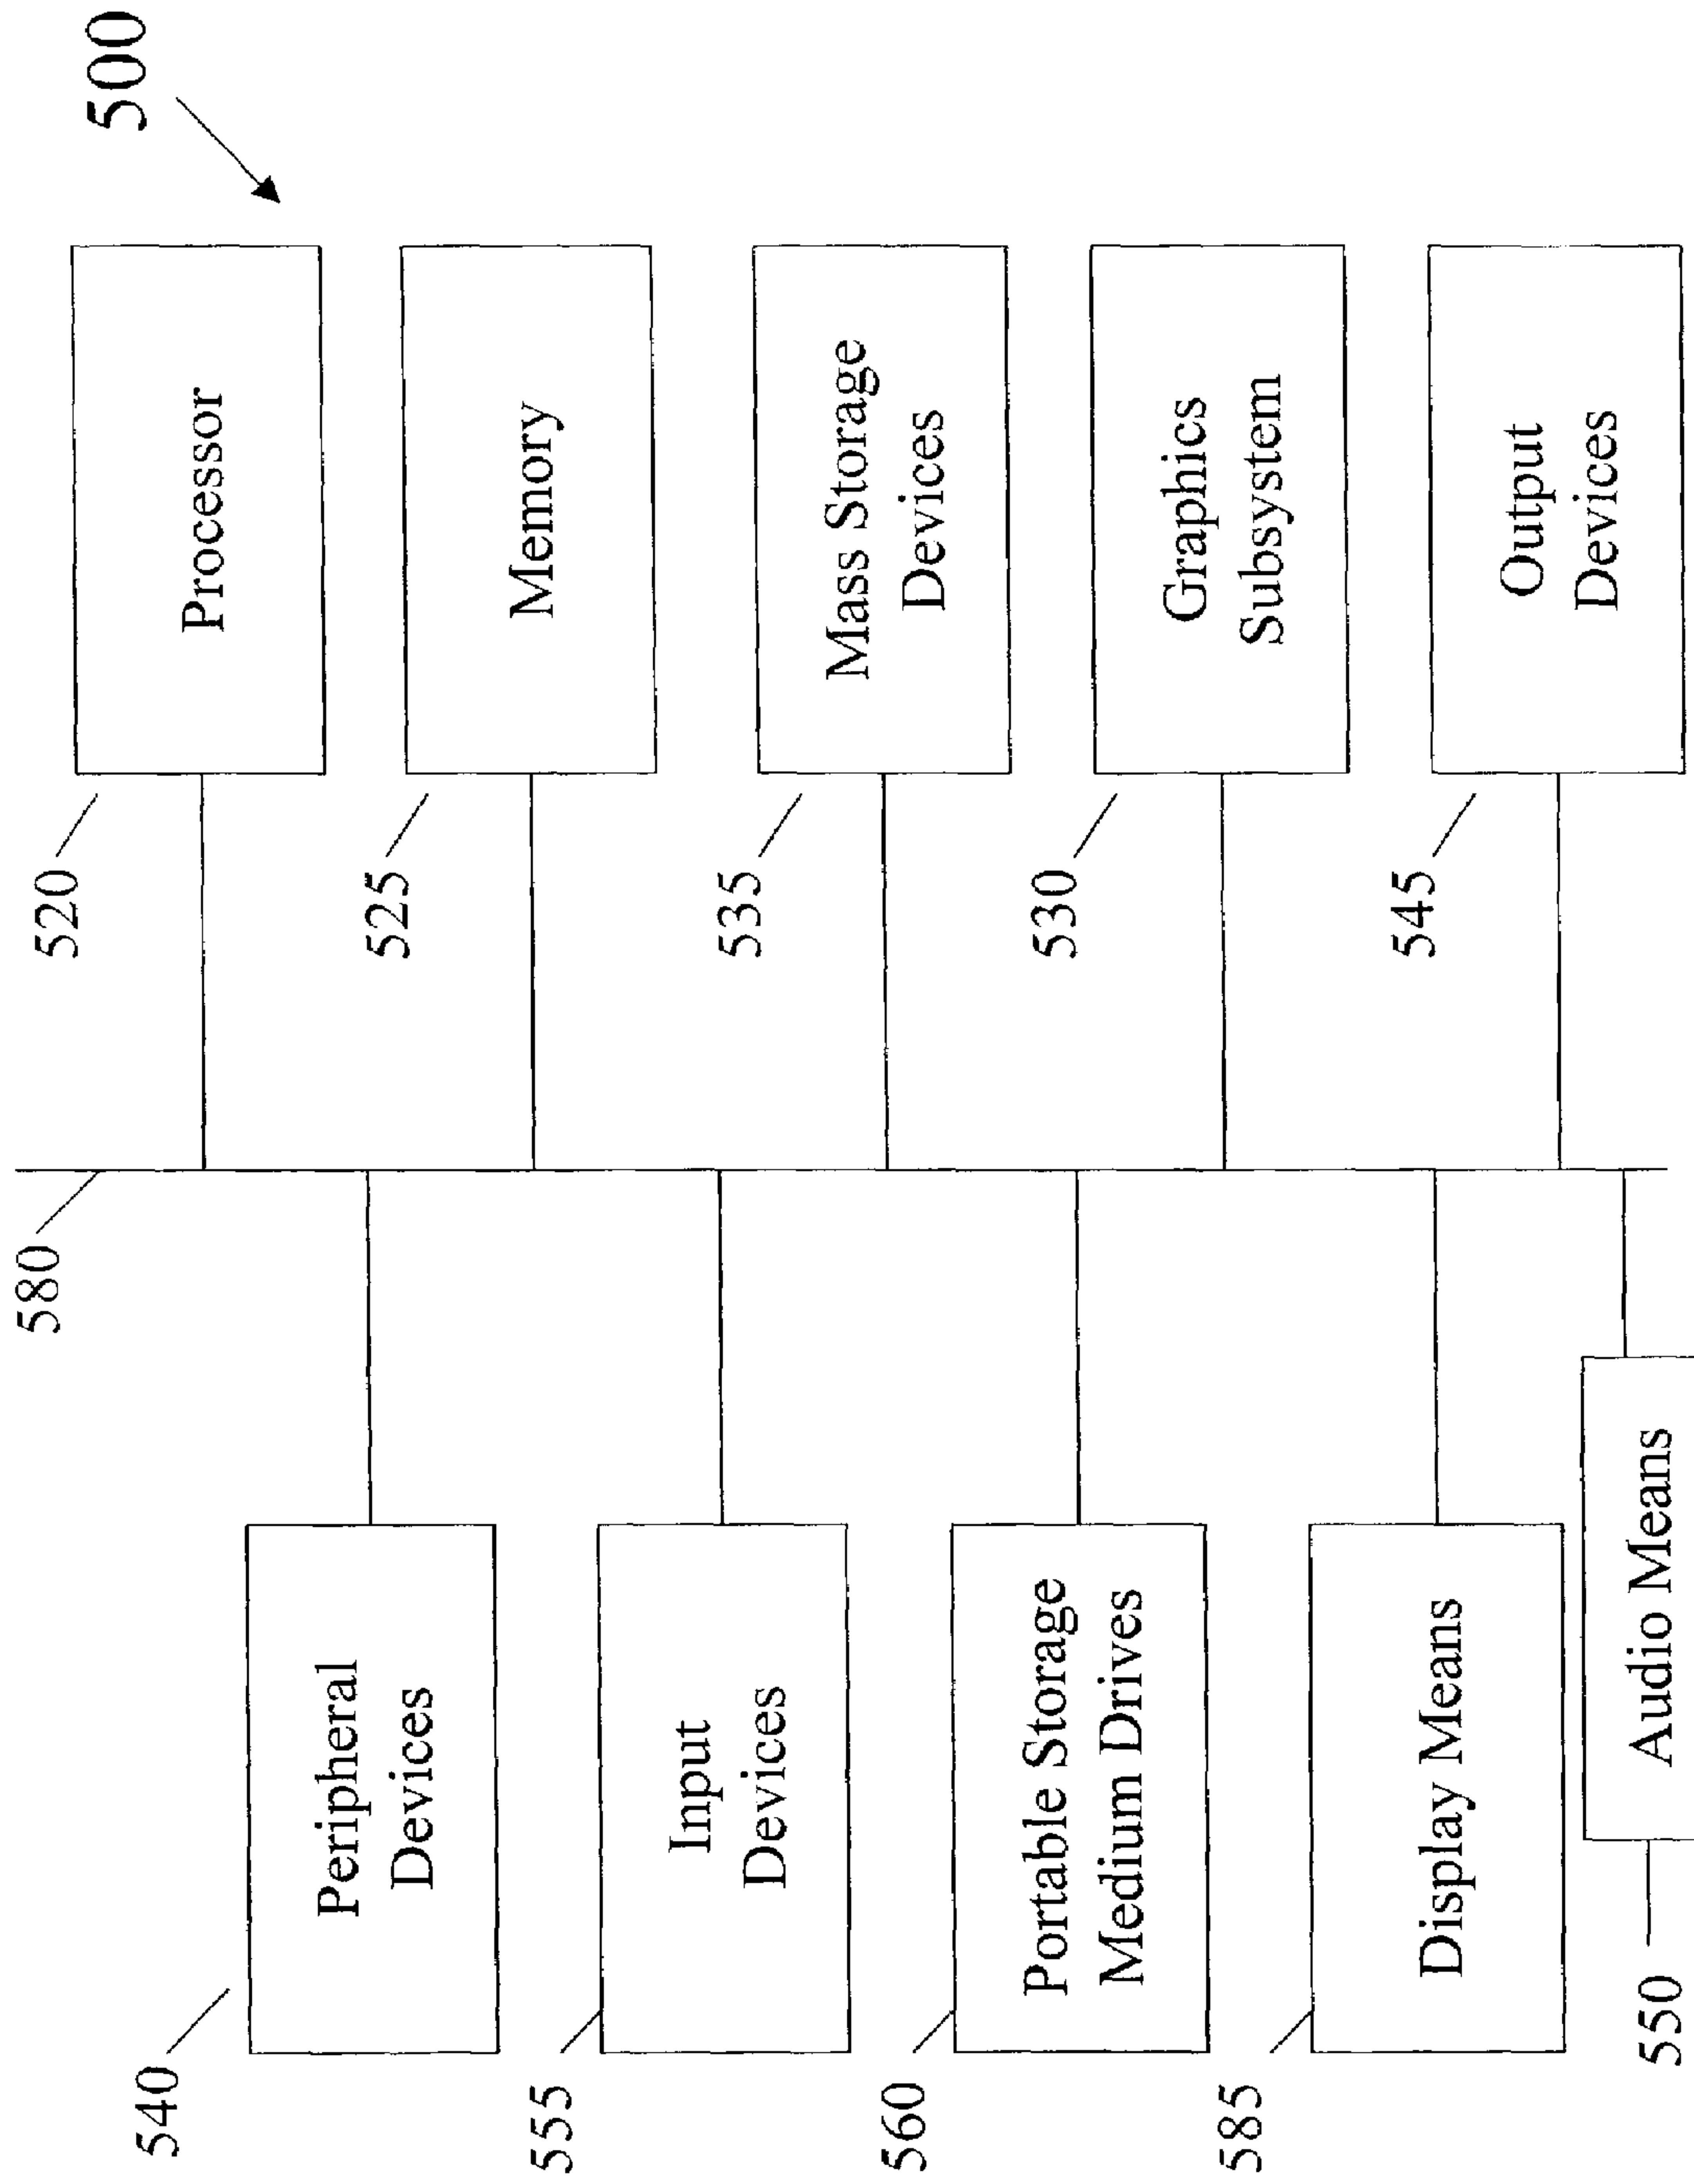 500
580
520
Processor
540
Peripheral
Devices
525
Memory
555
Input
Devices
535
Mass Storage
Devices
560
Portable Storage
Medium Drives
530
Graphics
Subsystem
585
Display Means
545
Output
Devices
550
Audio Means